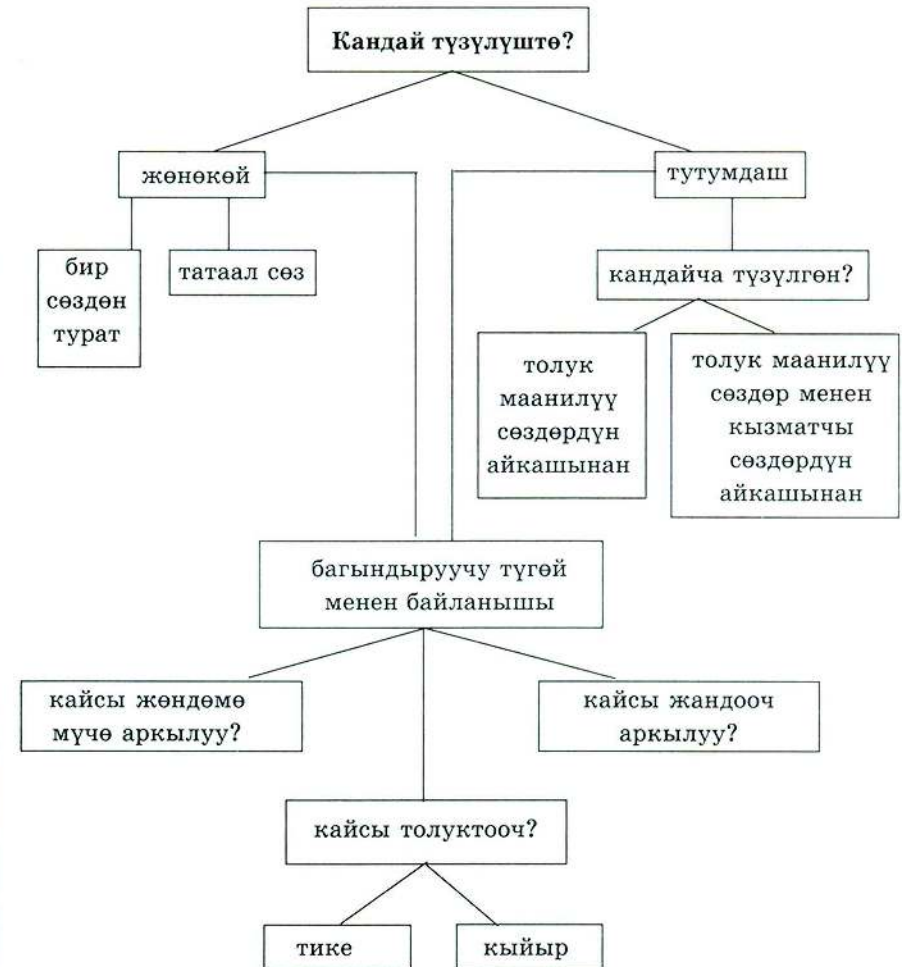 Кандай түзүлүштө?
жөнөкөй
тутумдаш
бир
сөздөн
турат
татаал сөз
кандайча түзүлгөн?
толук
маанилүү
сөздөрдүн
айкашынан
толук маанилүү
сөздөр менен
кызматчы
сөздөрдүн
айкашынан
багындыруучу түгөй
менен байланышы
кайсы жөндөмө
мүчө аркылуу?
кайсы жандооч
аркылуу?
кайсы толуктооч?
тике
кыйыр